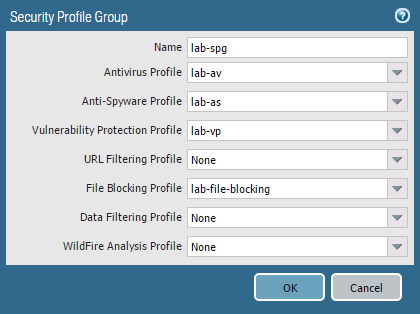 Security Profile Group
Name lab-spg
Antivirus Profile lab-av
Anti-Spyware Profile lab-as
Vulnerability Protection Profile lab-vp
URL Filtering Profile None
File Blocking Profile lab-file-blocking
Data Filtering Profile None
WildFire Analysis Profile None
OK Cancel